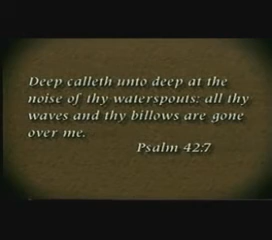 Deep calleth unto deep at the
noise of thy waterspouts: all thy
waves and thy billows are gone
over me.
Psalm 42:7